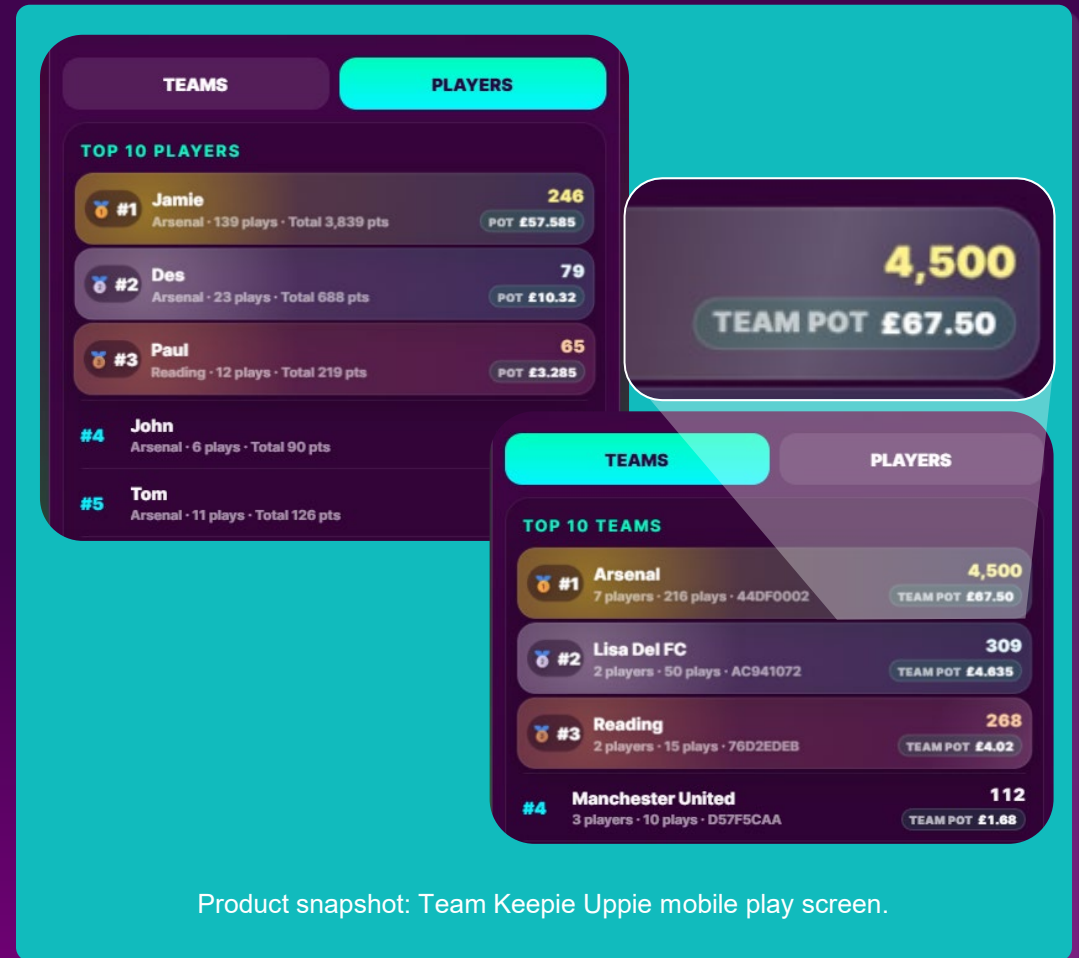 TEAMS PLAYERS
TOP 10 PLAYERS
#1 Jamie 246
Arsenal · 139 plays · Total 3,839 pts POT £57.585
#2 Des 79
Arsenal · 23 plays · Total 688 pts POT £10.32
#3 Paul 65
Reading · 12 plays · Total 219 pts POT £3.285
#4 John
Arsenal · 6 plays · Total 90 pts
#5 Tom
Arsenal · 11 plays · Total 126 pts
4,500
TEAM POT £67.50
TEAMS PLAYERS
TOP 10 TEAMS
#1 Arsenal 4,500
7 players · 216 plays · 44DF0002 TEAM POT £67.50
#2 Lisa Del FC 309
2 players · 50 plays · AC941072 TEAM POT £4.635
#3 Reading 268
2 players · 15 plays · 76D2EDEB TEAM POT £4.02
#4 Manchester United 112
3 players · 10 plays · D57F5CAA TEAM POT £1.68
Product snapshot: Team Keepie Uppie mobile play screen.